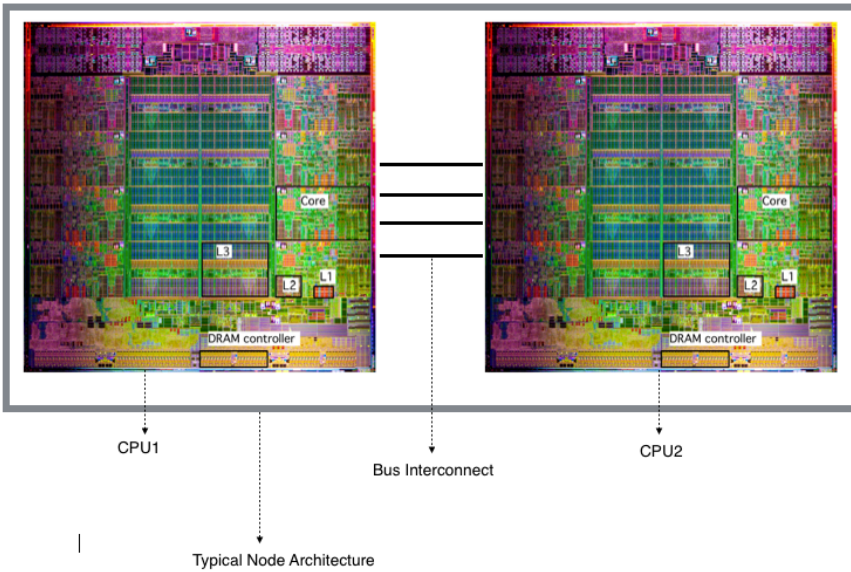 Core
Core
L3
L3
L2
L1
L2
L1
DRAM controller
DRAM controller
CPU1
CPU2
Bus Interconnect
Typical Node Architecture